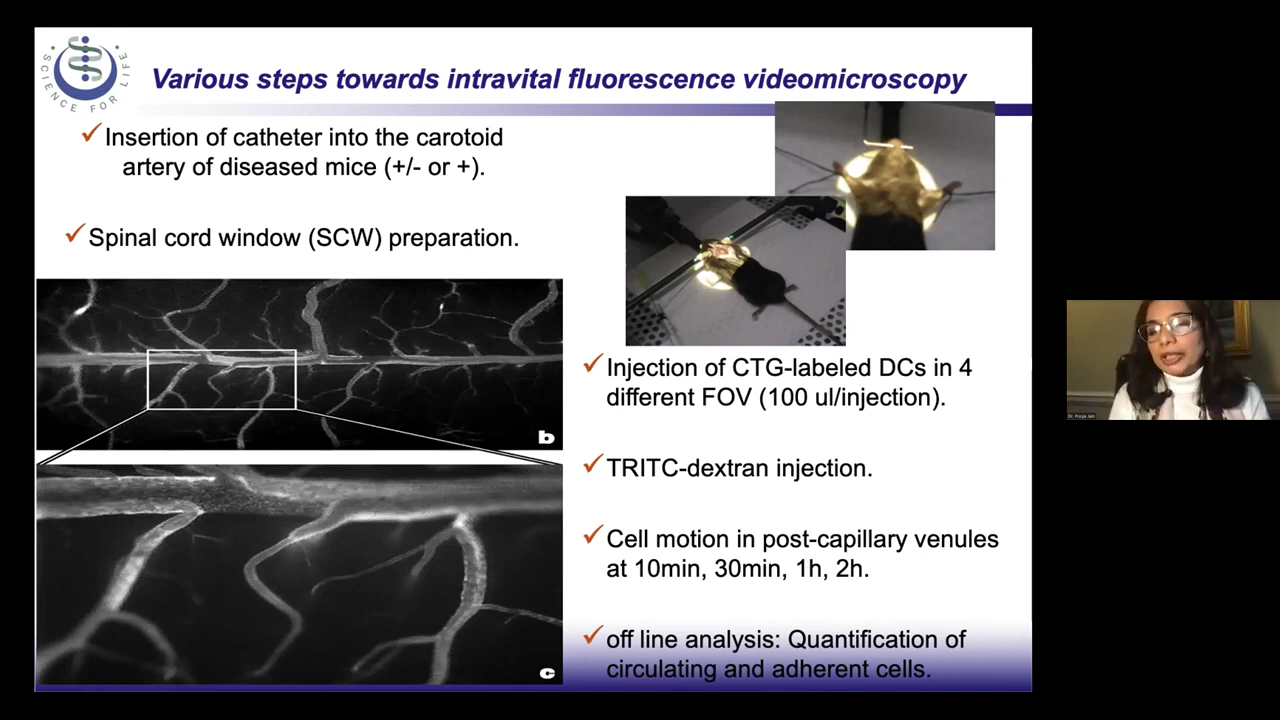 SCIENCE FOR LIFE
Various steps towards intravital fluorescence videomicroscopy
✓Insertion of catheter into the carotoid
artery of diseased mice (+/- or +).
✓Spinal cord window (SCW) preparation.
b
c
✓Injection of CTG-labeled DCs in 4
different FOV (100 ul/injection).
✓TRITC-dextran injection.
✓Cell motion in post-capillary venules
at 10min, 30min, 1h, 2h.
✓off line analysis: Quantification of
circulating and adherent cells.
Dr. Pooja Jain